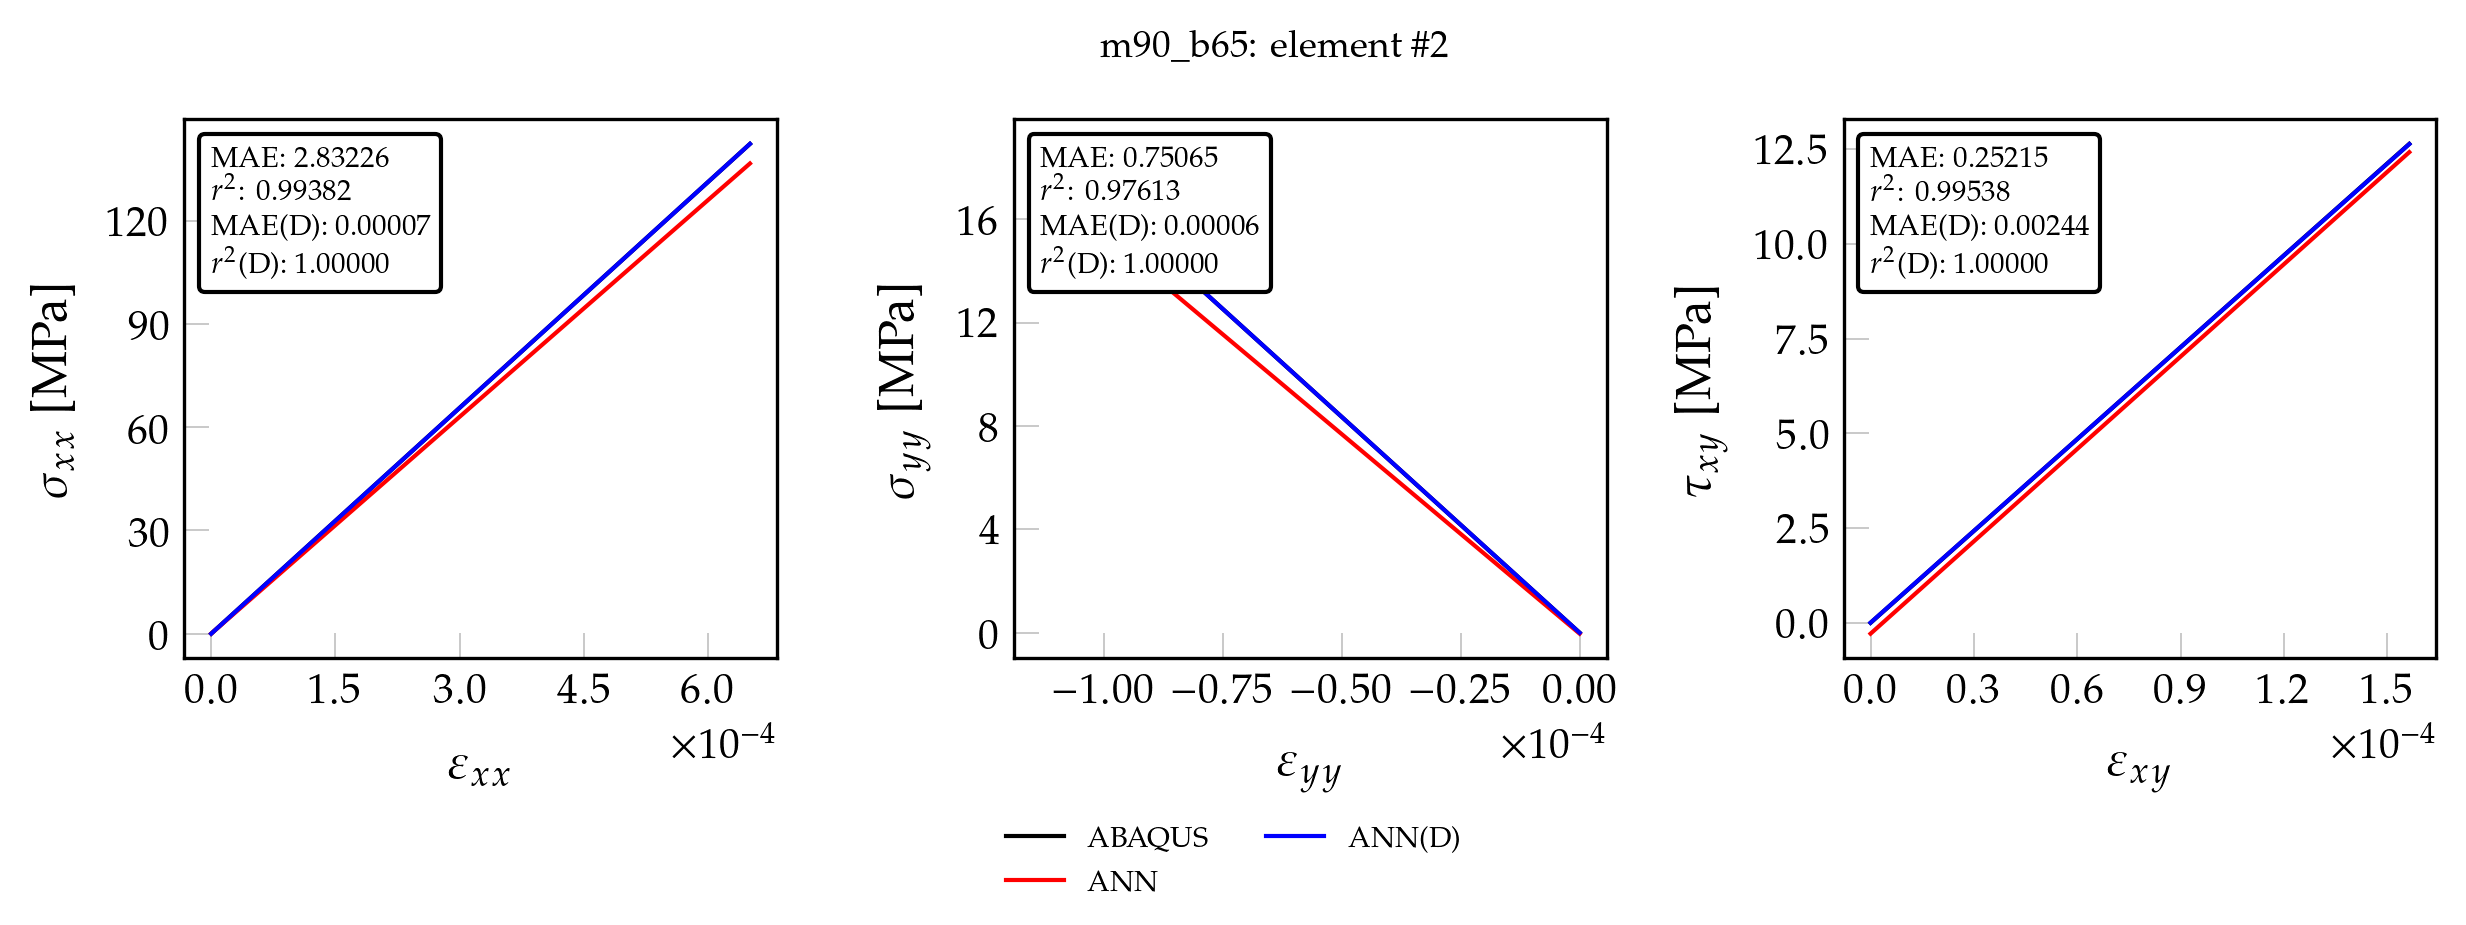 m90_b65: element #2
MAE: 2.83226
r²: 0.99382
MAE(D): 0.00007
r²(D): 1.00000
120
90
60
30
0
σxx [MPa]
0.0 1.5 3.0 4.5 6.0
×10⁻⁴
εxx
MAE: 0.75065
r²: 0.97613
MAE(D): 0.00006
r²(D): 1.00000
16
12
8
4
0
σyy [MPa]
−1.00 −0.75 −0.50 −0.25 0.00
×10⁻⁴
εyy
MAE: 0.25215
r²: 0.99538
MAE(D): 0.00244
r²(D): 1.00000
12.5
10.0
7.5
5.0
2.5
0.0
τxy [MPa]
0.0 0.3 0.6 0.9 1.2 1.5
×10⁻⁴
εxy
ABAQUS
ANN
ANN(D)